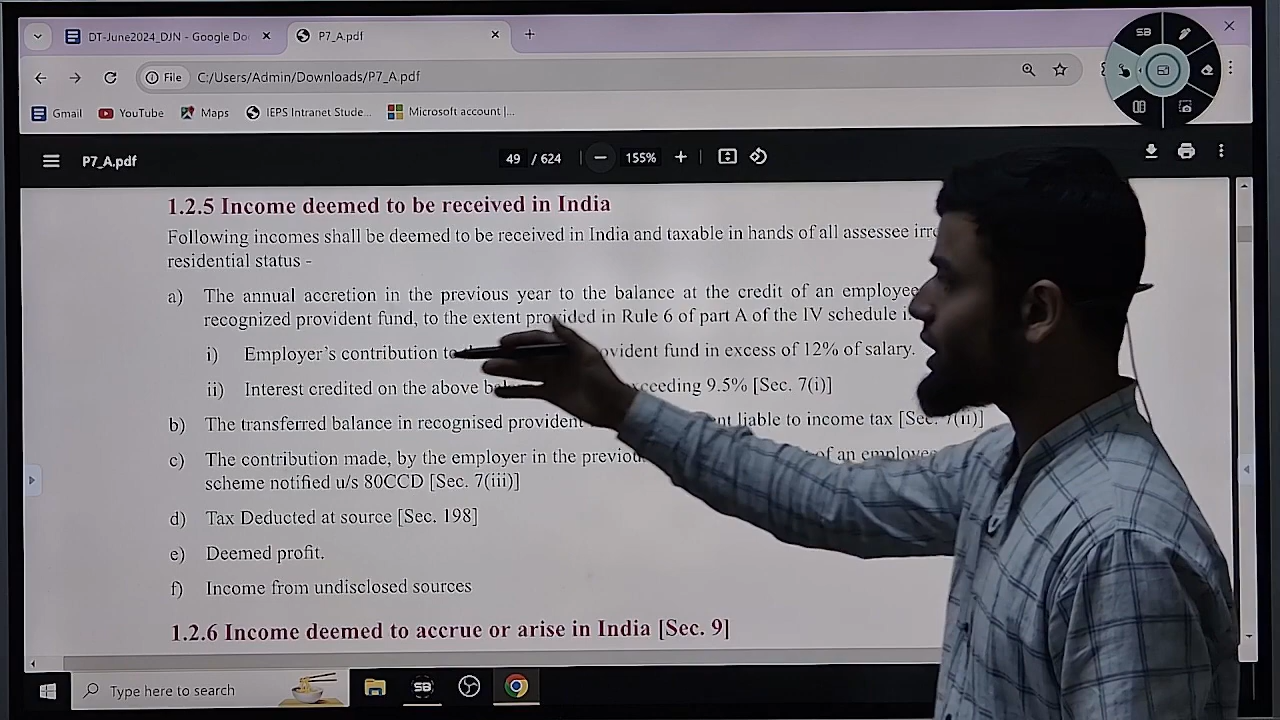 DT-June2024_DJN - Google Do
P7_A.pdf
File
C:/Users/Admin/Downloads/P7_A.pdf
Gmail
YouTube
Maps
IEPS Intranet Stude...
Microsoft account |...
P7_A.pdf
49 / 624
155%
SB
1.2.5 Income deemed to be received in India
Following incomes shall be deemed to be received in India and taxable in hands of all assessee
residential status -
a) The annual accretion in the previous year to the balance at the credit of an employee
recognized provident fund, to the extent provided in Rule 6 of part A of the IV schedule
i) Employer's contribution fund in excess of 12% of salary.
ii) Interest credited on the above 9.5% [Sec. 7(i)]
b) The transferred balance in recognised provident liable to income tax [Sec. 7(ii)]
c) The contribution made, by the employer in the of an employee
scheme notified u/s 80CCD [Sec. 7(iii)]
d) Tax Deducted at source [Sec. 198]
e) Deemed profit.
f) Income from undisclosed sources
1.2.6 Income deemed to accrue or arise in India [Sec. 9]
Type here to search
SB